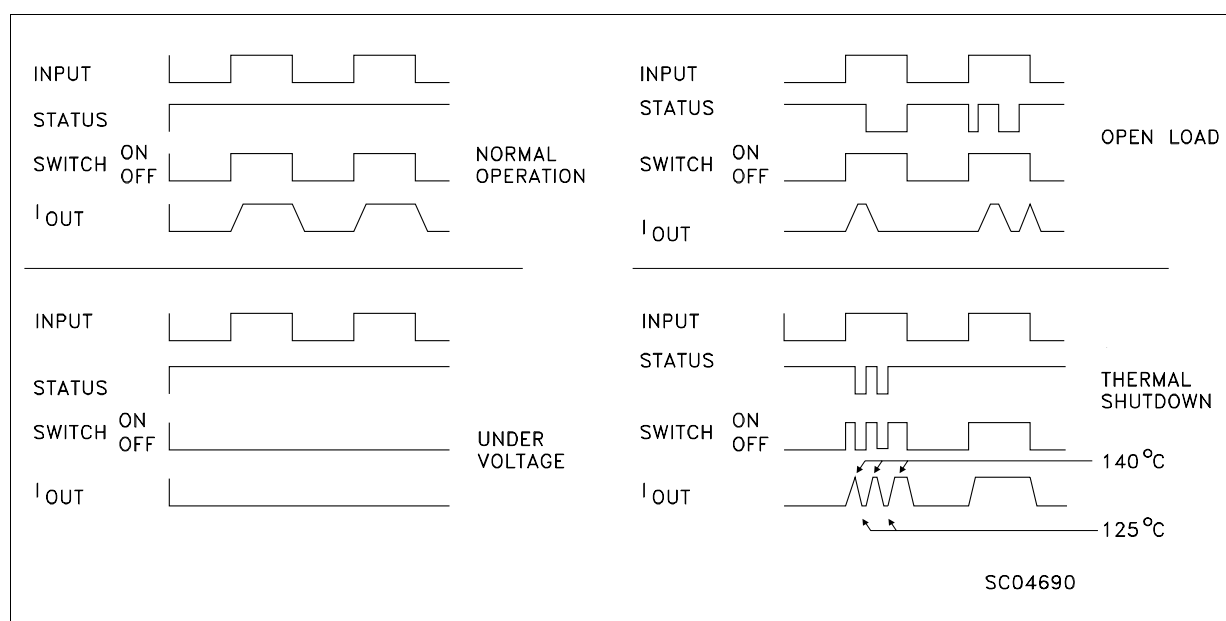 INPUT
STATUS
SWITCH ON
OFF
I OUT
NORMAL
OPERATION
INPUT
STATUS
SWITCH ON
OFF
I OUT
OPEN LOAD
INPUT
STATUS
SWITCH ON
OFF
I OUT
UNDER
VOLTAGE
INPUT
STATUS
SWITCH ON
OFF
I OUT
THERMAL
SHUTDOWN
140°C
125°C
SC04690